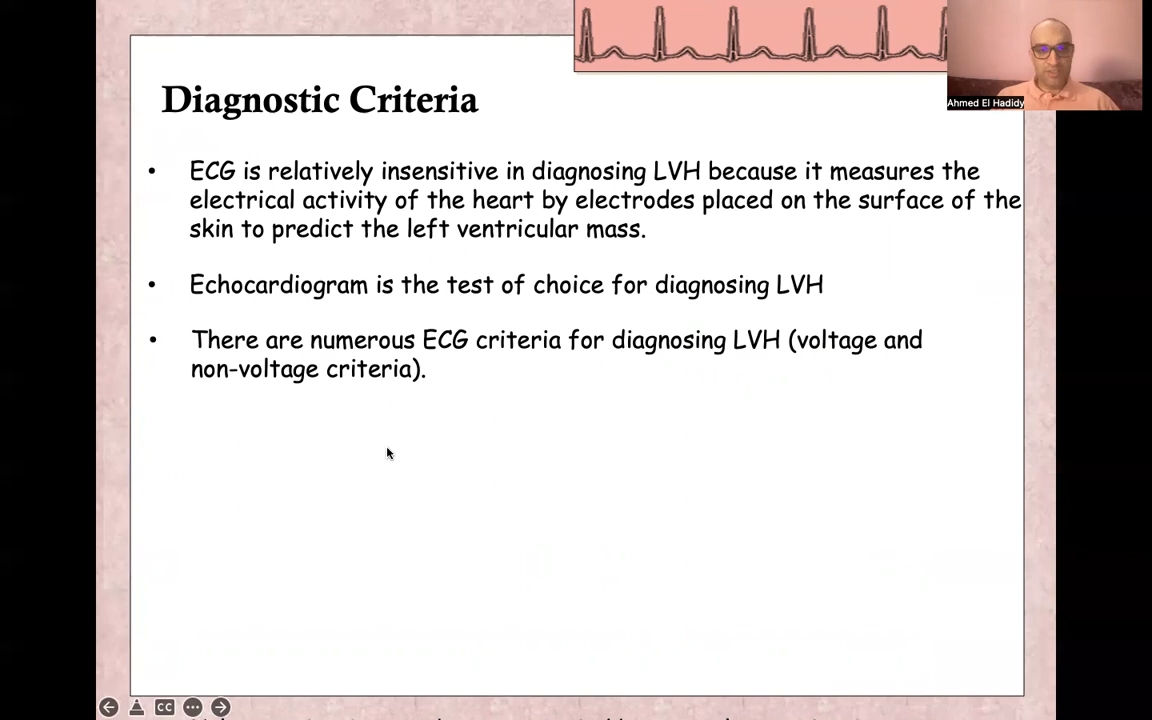 Ahmed El Hadidy
Diagnostic Criteria
• ECG is relatively insensitive in diagnosing LVH because it measures the
electrical activity of the heart by electrodes placed on the surface of the
skin to predict the left ventricular mass.
• Echocardiogram is the test of choice for diagnosing LVH
• There are numerous ECG criteria for diagnosing LVH (voltage and
non-voltage criteria).
CC